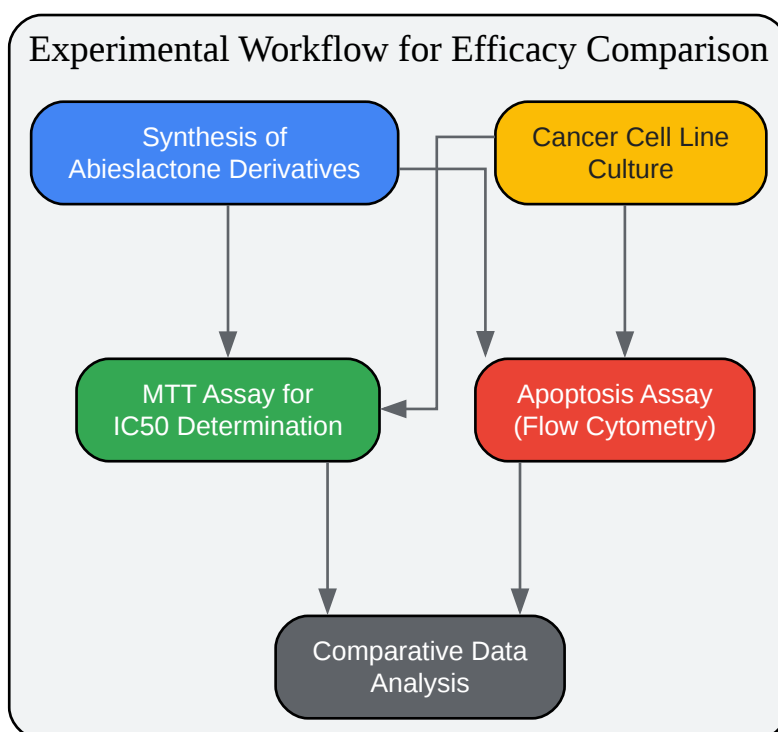 Experimental Workflow for Efficacy Comparison
Synthesis of
Abieslactone Derivatives
Cancer Cell Line
Culture
MTT Assay for
IC50 Determination
Apoptosis Assay
(Flow Cytometry)
Comparative Data
Analysis